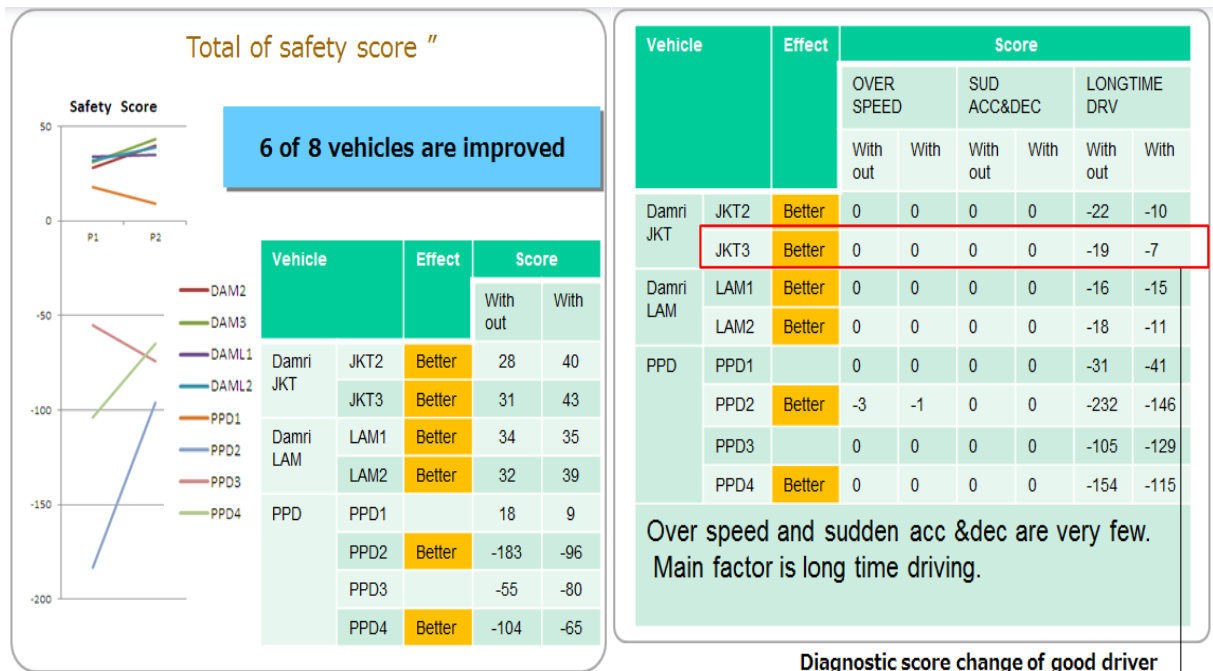 Total of safety score ”
Safety Score
50
0
-50
-100
-150
-200
P1 P2
DAM2
DAM3
DAML1
DAML2
PPD1
PPD2
PPD3
PPD4
6 of 8 vehicles are improved
Vehicle Effect Score
With out With
Damri JKT JKT2 Better 28 40
JKT3 Better 31 43
Damri LAM LAM1 Better 34 35
LAM2 Better 32 39
PPD PPD1 18 9
PPD2 Better -183 -96
PPD3 -55 -80
PPD4 Better -104 -65
Vehicle Effect Score
OVER SPEED SUD ACC&DEC LONGTIME DRV
With out With With out With With out With
Damri JKT JKT2 Better 0 0 0 0 -22 -10
JKT3 Better 0 0 0 0 -19 -7
Damri LAM LAM1 Better 0 0 0 0 -16 -15
LAM2 Better 0 0 0 0 -18 -11
PPD PPD1 0 0 0 0 -31 -41
PPD2 Better -3 -1 0 0 -232 -146
PPD3 0 0 0 0 -105 -129
PPD4 Better 0 0 0 0 -154 -115
Over speed and sudden acc &dec are very few.
Main factor is long time driving.
Diagnostic score change of good driver